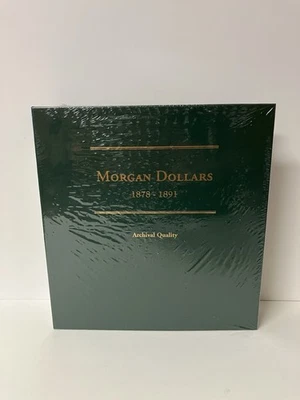 MORGAN DOLLARS
1878 - 1891
Archival Quality